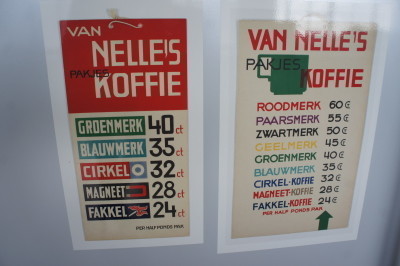 VAN
NELLE'S
PAKJES
KOFFIE
GROENMERK 40 ct
BLAUWMERK 35 ct
CIRKEL 32 ct
MAGNEET 28 ct
FAKKEL 24 ct
PER HALF PONDS PAK
VAN NELLE'S
PAKJES
KOFFIE
ROODMERK 60 ¢
PAARSMERK 55 ¢
ZWARTMERK 50 ¢
GEELMERK 45 ¢
GROENMERK 40 ¢
BLAUWMERK 35 ¢
CIRKEL-KOFFIE 32 ¢
MAGNEET-KOFFIE 28 ¢
FAKKEL-KOFFIE 24 ¢
PER HALF PONDS PAK